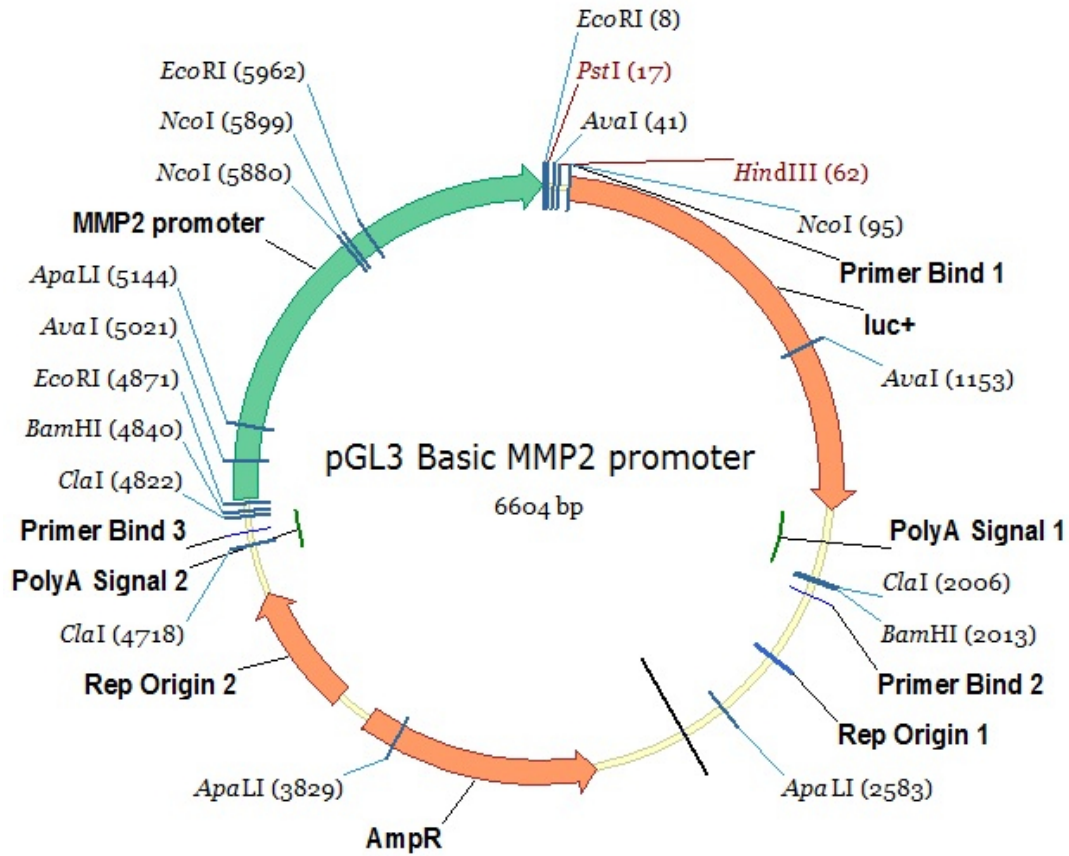 EcoRI (8)
PstI (17)
AvaI (41)
HindIII (62)
NcoI (95)
Primer Bind 1
luc+
AvaI (1153)
PolyA Signal 1
ClaI (2006)
BamHI (2013)
Primer Bind 2
Rep Origin 1
ApaLI (2583)
AmpR
ApaLI (3829)
Rep Origin 2
ClaI (4718)
PolyA Signal 2
Primer Bind 3
ClaI (4822)
BamHI (4840)
EcoRI (4871)
AvaI (5021)
ApaLI (5144)
MMP2 promoter
NcoI (5880)
NcoI (5899)
EcoRI (5962)
pGL3 Basic MMP2 promoter
6604 bp